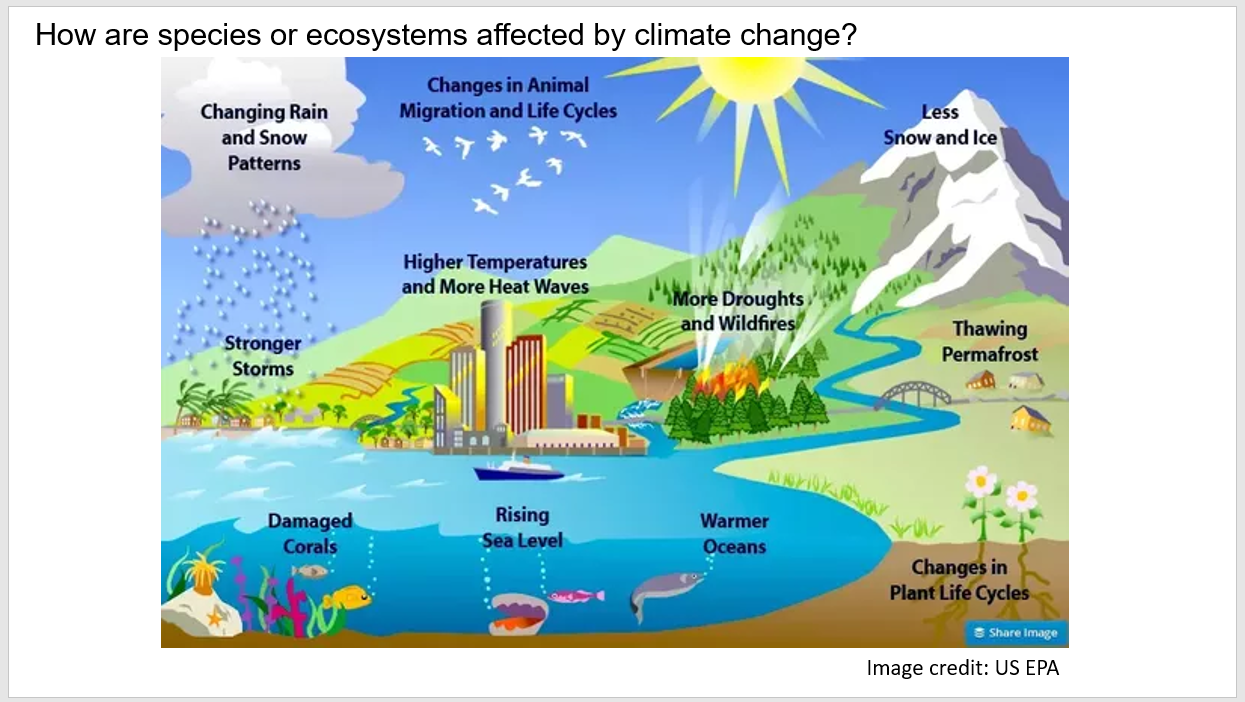 How are species or ecosystems affected by climate change?
Changing Rain
and Snow
Patterns
Changes in Animal
Migration and Life Cycles
Less
Snow and Ice
Higher Temperatures
and More Heat Waves
More Droughts
and Wildfires
Thawing
Permafrost
Stronger
Storms
Damaged
Corals
Rising
Sea Level
Warmer
Oceans
Changes in
Plant Life Cycles
Share Image
Image credit: US EPA